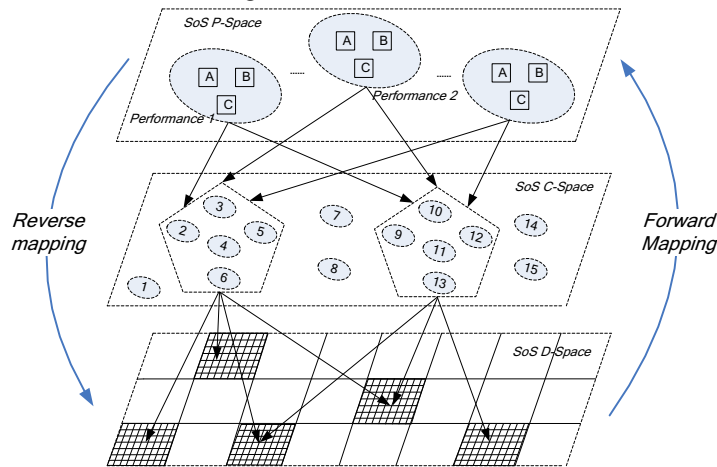 SoS P-Space
A B
C
A B
C
A B
C
..... .....
Performance 1
Performance 2
SoS C-Space
Reverse
mapping
Forward
Mapping
1
2
3
4
5
6
7
8
9
10
11
12
13
14
15
SoS D-Space